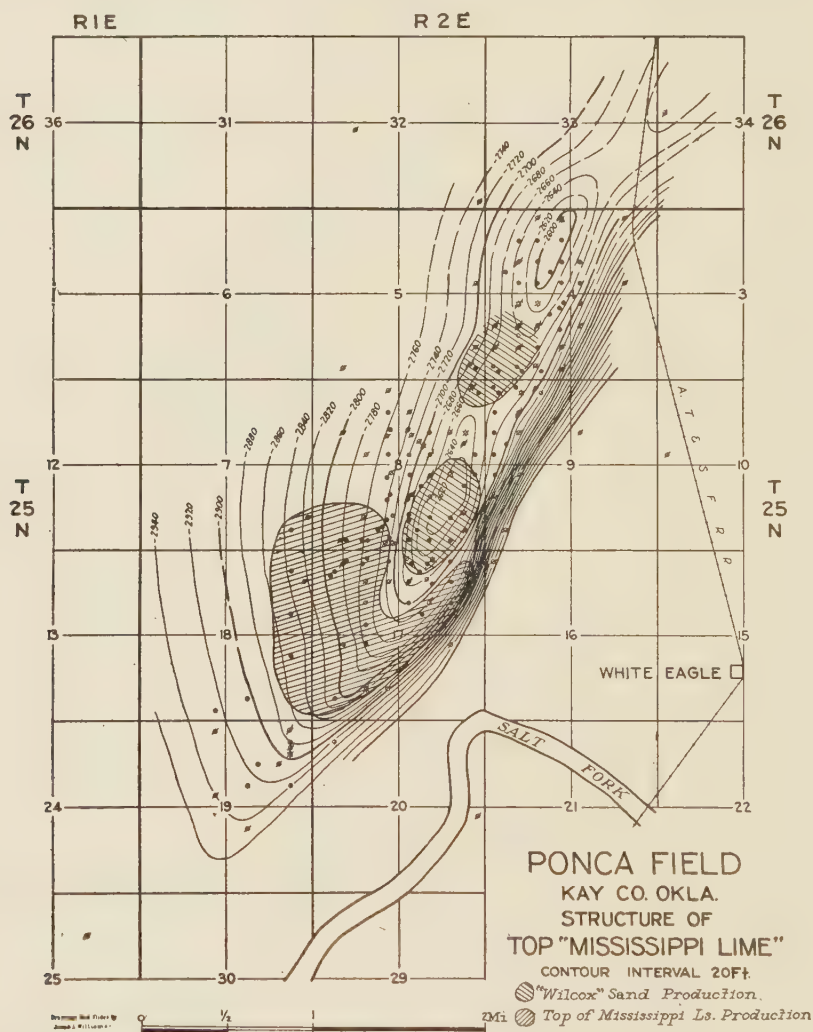 R1E R2E
T
26
N
T
26
N
36 31 32 33 34
-2740
-2720
-2700
-2680
-2660
-2640
-2620
-2600
6 5 3
-2760
-2740
-2720
-2700
-2680
-2660
-2640
-2880
-2860
-2840
-2820
-2800
-2780
12 7 8 9 10
T
25
N
T
25
N
A. T & S F R R
-2940
-2920
-2900
13 18 17 16 15
WHITE EAGLE
SALT
FORK
24 19 20 21 22
PONCA FIELD
KAY CO. OKLA.
STRUCTURE OF
TOP "MISSISSIPPI LIME"
CONTOUR INTERVAL 20Ft.
"Wilcox" Sand Production.
Top of Mississippi Ls. Production
25 30 29
0 ½ 1 2Mi